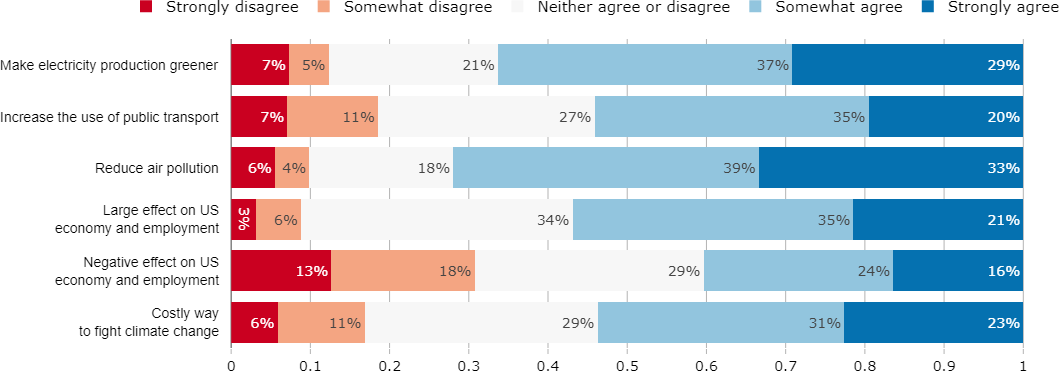 Strongly disagree Somewhat disagree Neither agree or disagree Somewhat agree Strongly agree
Make electricity production greener 7% 5% 21% 37% 29%
Increase the use of public transport 7% 11% 27% 35% 20%
Reduce air pollution 6% 4% 18% 39% 33%
Large effect on US
economy and employment 3% 6% 34% 35% 21%
Negative effect on US
economy and employment 13% 18% 29% 24% 16%
Costly way
to fight climate change 6% 11% 29% 31% 23%
0 0.1 0.2 0.3 0.4 0.5 0.6 0.7 0.8 0.9 1